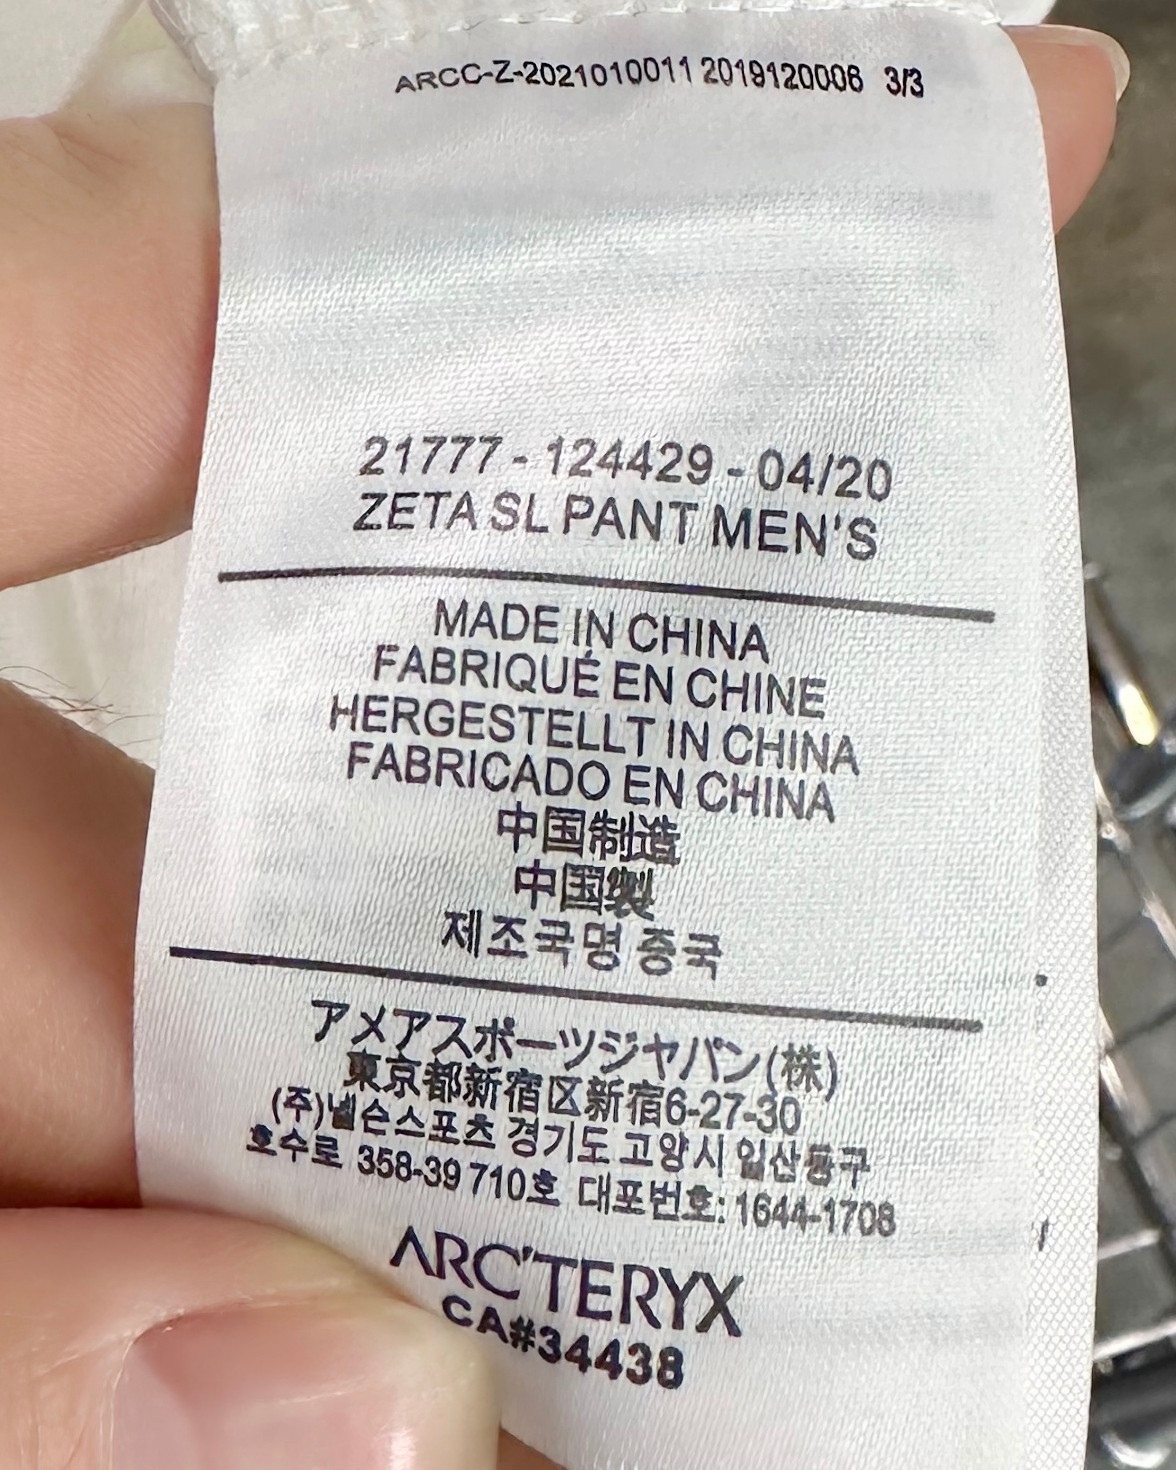 ARCC-Z-2021010011 2019120006 3/3
21777 - 124429 - 04/20
ZETA SL PANT MEN'S
MADE IN CHINA
FABRIQUÉ EN CHINE
HERGESTELLT IN CHINA
FABRICADO EN CHINA
中国制造
中国製
제조국명 중국
アメアスポーツジャパン(株)
東京都新宿区新宿6-27-30
(주)넬슨스포츠 경기도 고양시 일산동구
호수로 358-39 710호 대표번호: 1644-1708
ARC'TERYX
CA#34438